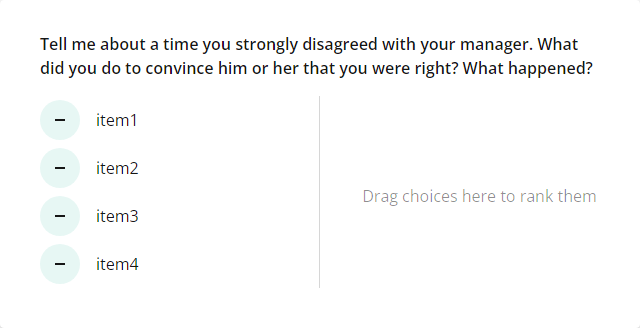 Tell me about a time you strongly disagreed with your manager. What
did you do to convince him or her that you were right? What happened?
– item1
– item2
– item3
– item4
Drag choices here to rank them